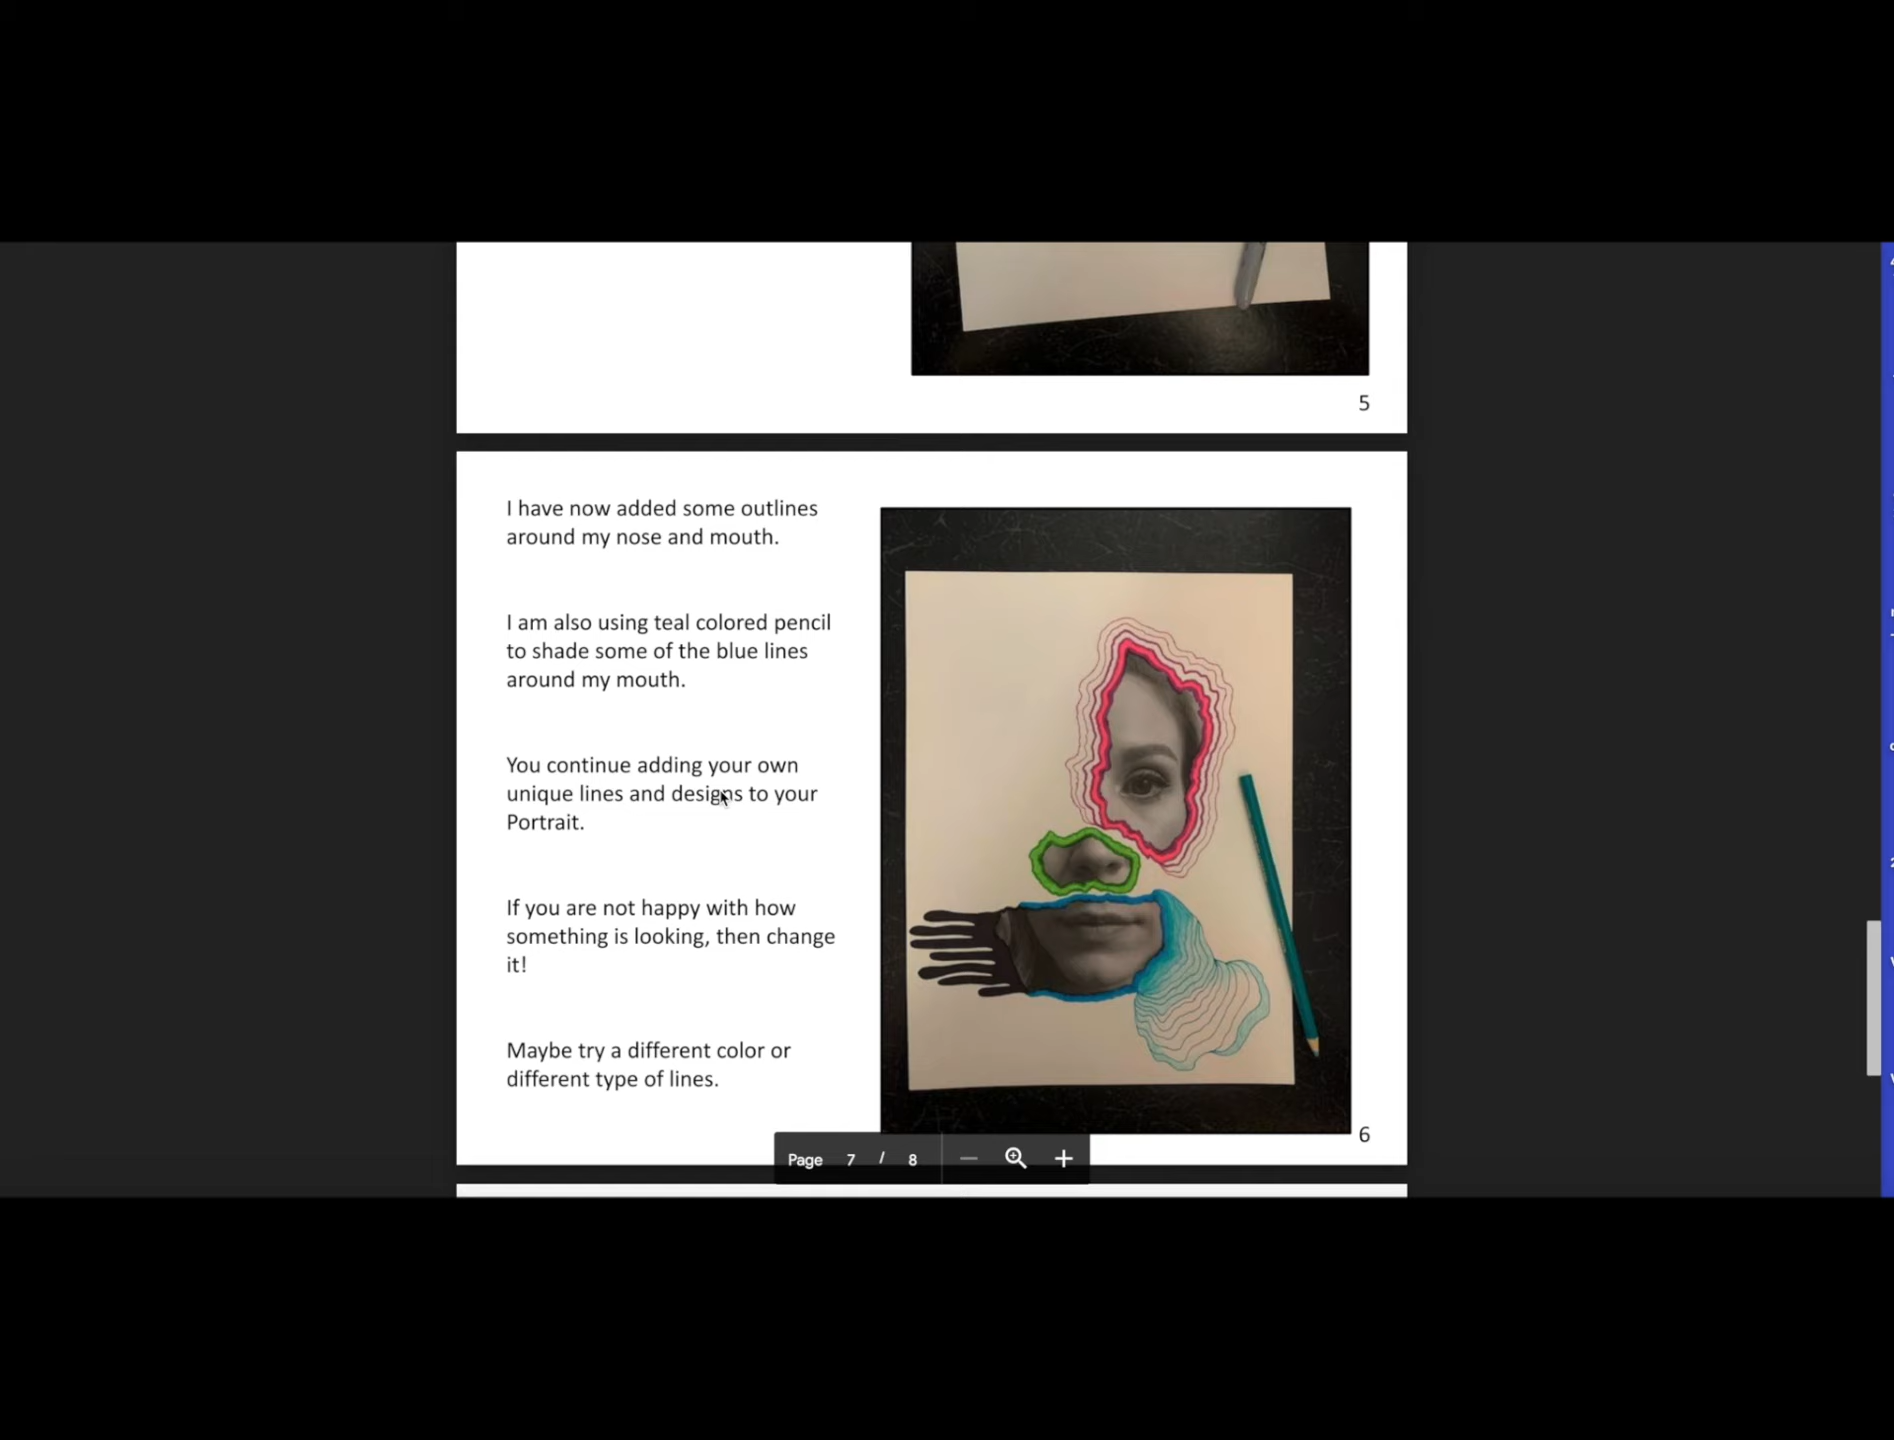 5
I have now added some outlines
around my nose and mouth.
I am also using teal colored pencil
to shade some of the blue lines
around my mouth.
You continue adding your own
unique lines and designs to your
Portrait.
If you are not happy with how
something is looking, then change
it!
Maybe try a different color or
different type of lines.
6
Page 7 / 8